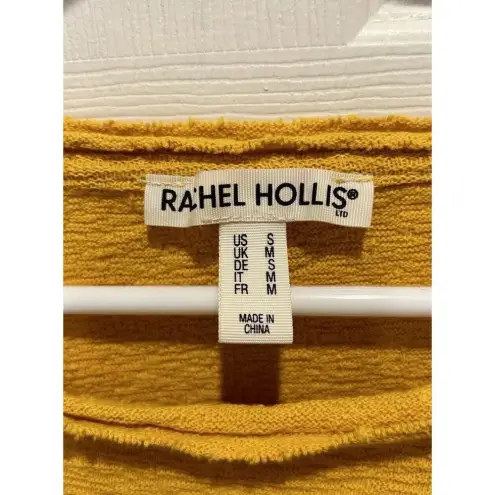 RACHEL HOLLIS®
LTD
US S
UK M
DE S
IT M
FR M
MADE IN
CHINA